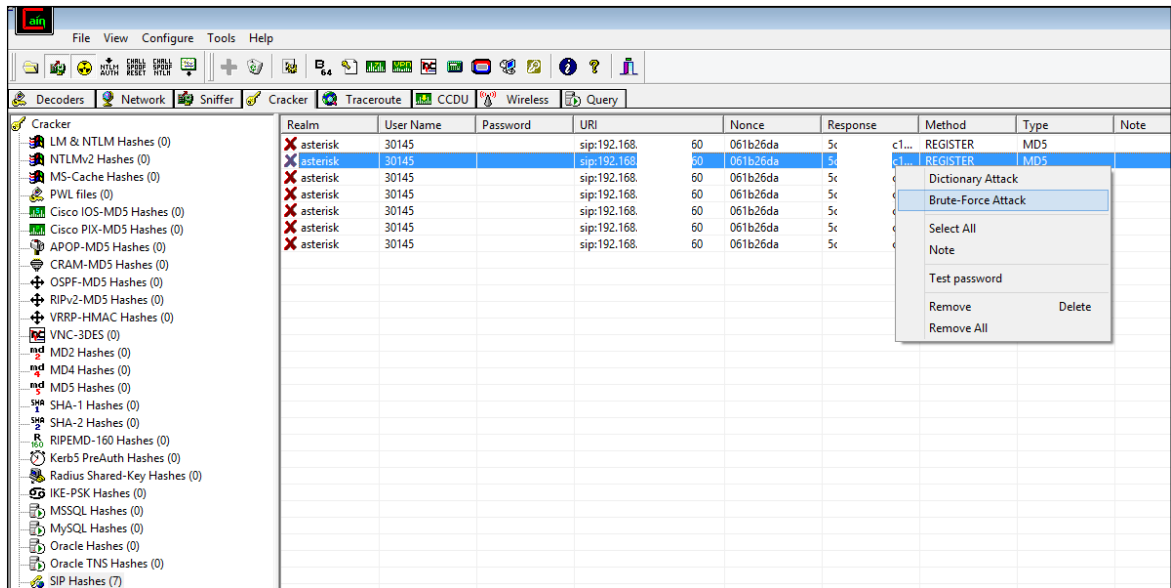 aín
File View Configure Tools Help
NTLM AUTH CHALL SPOOF RESET CHALL SPOOF NTLM B64
Decoders Network Sniffer Cracker Traceroute CCDU Wireless Query
Cracker
LM & NTLM Hashes (0)
NTLMv2 Hashes (0)
MS-Cache Hashes (0)
PWL files (0)
Cisco IOS-MD5 Hashes (0)
Cisco PIX-MD5 Hashes (0)
APOP-MD5 Hashes (0)
CRAM-MD5 Hashes (0)
OSPF-MD5 Hashes (0)
RIPv2-MD5 Hashes (0)
VRRP-HMAC Hashes (0)
VNC-3DES (0)
MD2 Hashes (0)
MD4 Hashes (0)
MD5 Hashes (0)
SHA-1 Hashes (0)
SHA-2 Hashes (0)
RIPEMD-160 Hashes (0)
Kerb5 PreAuth Hashes (0)
Radius Shared-Key Hashes (0)
IKE-PSK Hashes (0)
MSSQL Hashes (0)
MySQL Hashes (0)
Oracle Hashes (0)
Oracle TNS Hashes (0)
SIP Hashes (7)
Realm User Name Password URI Nonce Response Method Type Note
asterisk 30145 sip:192.168. 60 061b26da 5c c1... REGISTER MD5
asterisk 30145 sip:192.168. 60 061b26da 5c c1... REGISTER MD5
asterisk 30145 sip:192.168. 60 061b26da 5c
asterisk 30145 sip:192.168. 60 061b26da 5c
asterisk 30145 sip:192.168. 60 061b26da 5c
asterisk 30145 sip:192.168. 60 061b26da 5c
asterisk 30145 sip:192.168. 60 061b26da 5c
Dictionary Attack
Brute-Force Attack
Select All
Note
Test password
Remove Delete
Remove All